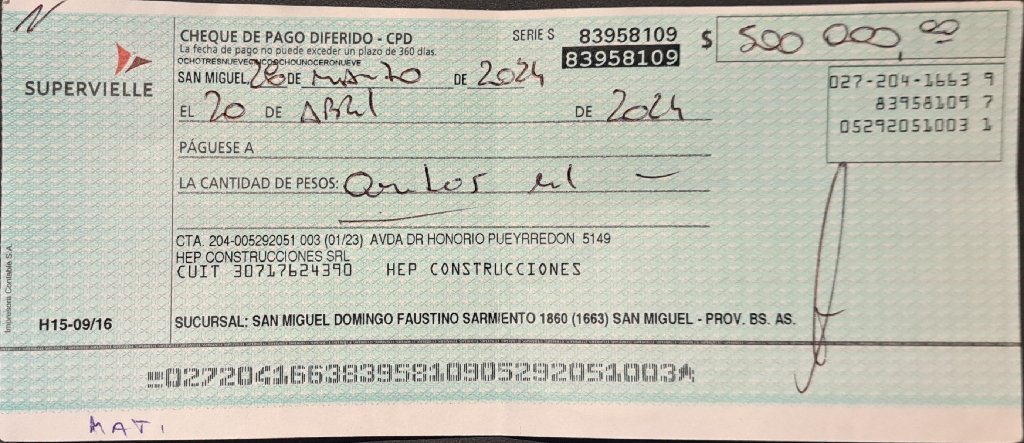 N
SUPERVIELLE
CHEQUE DE PAGO DIFERIDO - CPD
La fecha de pago no puede exceder un plazo de 360 días.
OCHOTRESNUEVECINCOOCHOUNOCERONUEVE
SERIE S 83958109
83958109
$ 500 000,00
SAN MIGUEL, 28 DE MARZO DE 2024
EL 20 DE ABRIL DE 2024
027-204-1663 9
83958109 7
05292051003 1
PÁGUESE A
LA CANTIDAD DE PESOS: mil —
CTA. 204-005292051 003 (01/23) AVDA DR HONORIO PUEYRREDON 5149
HEP CONSTRUCCIONES SRL
CUIT 30717624390 HEP CONSTRUCCIONES
Impresora Contable S.A.
H15-09/16
SUCURSAL: SAN MIGUEL DOMINGO FAUSTINO SARMIENTO 1860 (1663) SAN MIGUEL - PROV. BS. AS.
02720416638395810905292051003
MATI